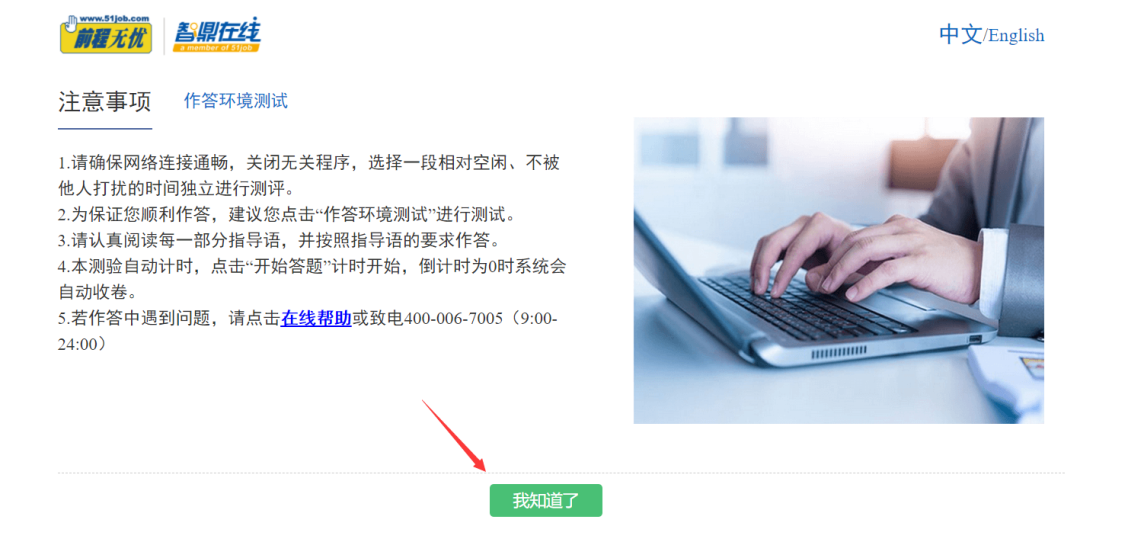 www.51job.com
前程无忧
智鼎在线
a member of 51job
中文/English
注意事项
作答环境测试
1.请确保网络连接通畅，关闭无关程序，选择一段相对空闲、不被
他人打扰的时间独立进行测评。
2.为保证您顺利作答，建议您点击“作答环境测试”进行测试。
3.请认真阅读每一部分指导语，并按照指导语的要求作答。
4.本测验自动计时，点击“开始答题”计时开始，倒计时为0时系统会
自动收卷。
5.若作答中遇到问题，请点击在线帮助或致电400-006-7005（9:00-
24:00）
我知道了